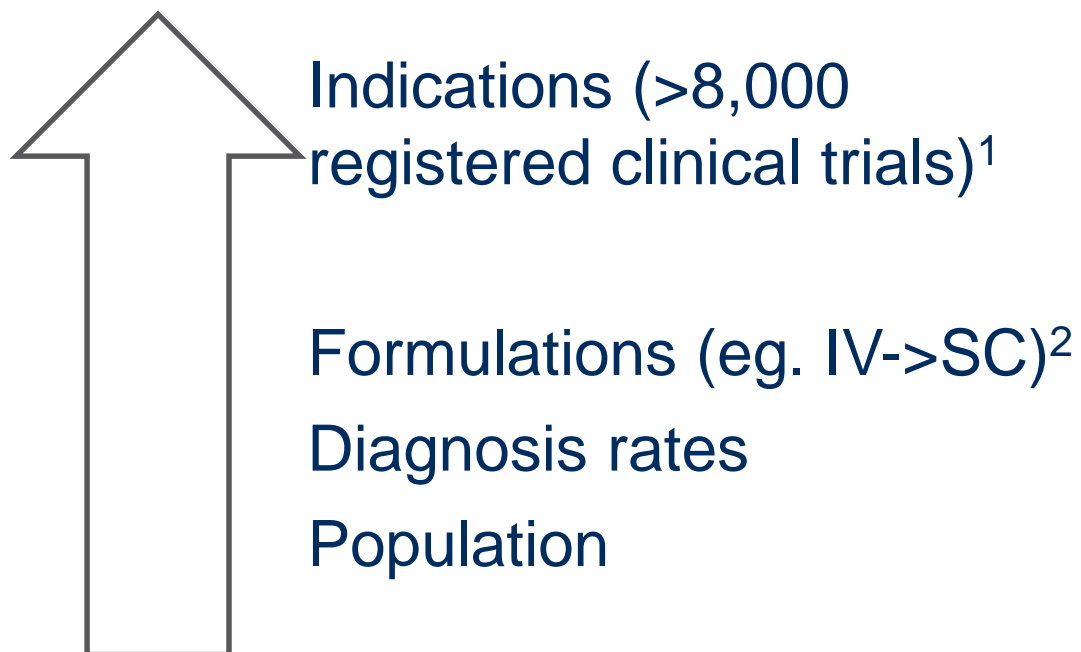 Indications (>8,000
registered clinical trials)¹
Formulations (eg. IV->SC)²
Diagnosis rates
Population